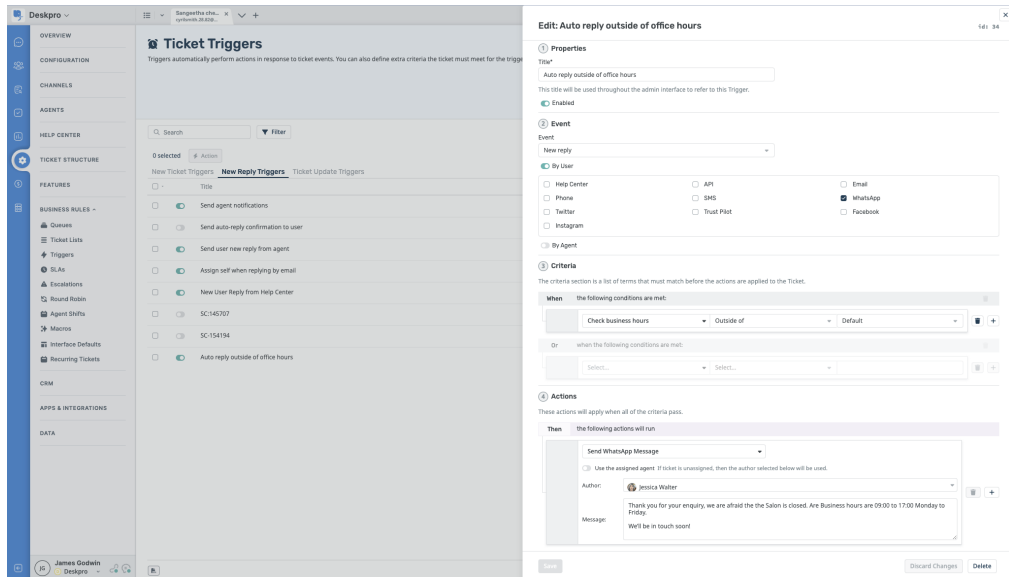 Deskpro
Sangeetha che...
OVERVIEW
CONFIGURATION
CHANNELS
AGENTS
HELP CENTER
TICKET STRUCTURE
FEATURES
BUSINESS RULES
Queues
Ticket Lists
Triggers
SLAs
Escalations
Round Robin
Agent Shifts
Macros
Interface Defaults
Recurring Tickets
CRM
APPS & INTEGRATIONS
DATA
JG
James Godwin
Deskpro
Ticket Triggers
Triggers automatically perform actions in response to ticket events. You can also define extra criteria the ticket must meet for the trigge
Search
Filter
0 selected
Action
New Ticket Triggers New Reply Triggers Ticket Update Triggers
Title
Send agent notifications
Send auto-reply confirmation to user
Send user new reply from agent
Assign self when replying by email
New User Reply from Help Center
SC:145707
SC-154194
Auto reply outside of office hours
Edit: Auto reply outside of office hours
id: 34
1 Properties
Title*
Auto reply outside of office hours
This title will be used throughout the admin interface to refer to this Trigger.
Enabled
2 Event
Event
New reply
By User
Help Center API Email
Phone SMS WhatsApp
Twitter Trust Pilot Facebook
Instagram
By Agent
3 Criteria
The criteria section is a list of terms that must match before the actions are applied to the Ticket.
When the following conditions are met:
Check business hours Outside of Default
Or when the following conditions are met:
Select... Select...
4 Actions
These actions will apply when all of the criteria pass.
Then the following actions will run
Send WhatsApp Message
Use the assigned agent If ticket is unassigned, then the author selected below will be used.
Author: Jessica Walter
Message:
Thank you for your enquiry, we are afraid the the Salon is closed. Are Business hours are 09:00 to 17:00 Monday to
Friday.
We'll be in touch soon!
Save
Discard Changes
Delete